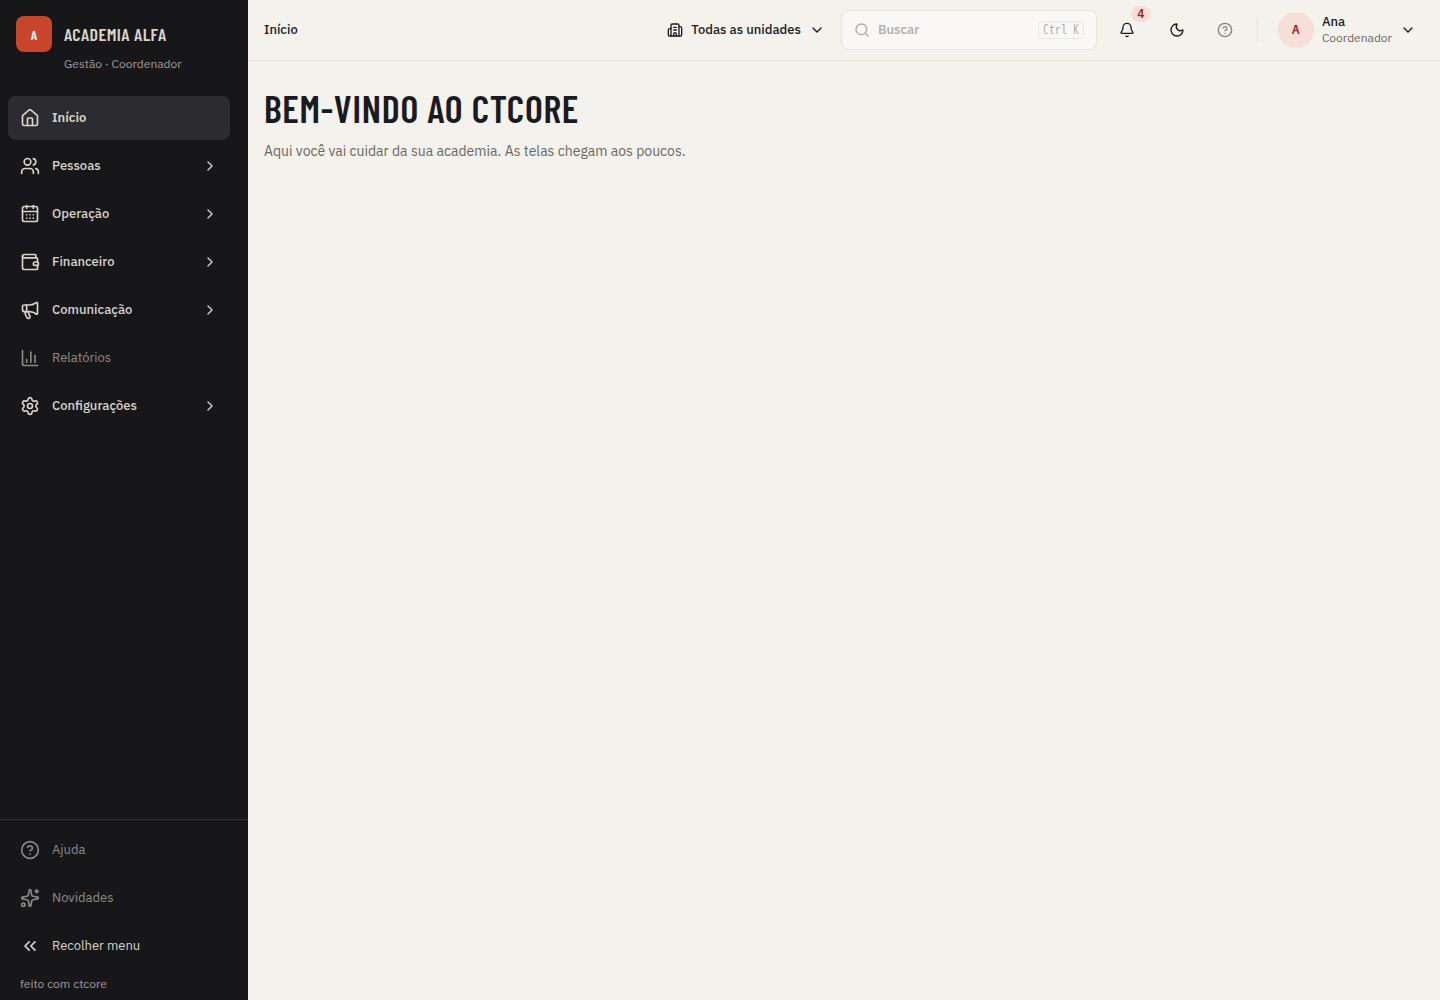 A
ACADEMIA ALFA
Gestão · Coordenador
Início
Pessoas
Operação
Financeiro
Comunicação
Relatórios
Configurações
Ajuda
Novidades
Recolher menu
feito com ctcore
Início
Todas as unidades
Buscar
Ctrl K
4
A
Ana
Coordenador
BEM-VINDO AO CTCORE
Aqui você vai cuidar da sua academia. As telas chegam aos poucos.